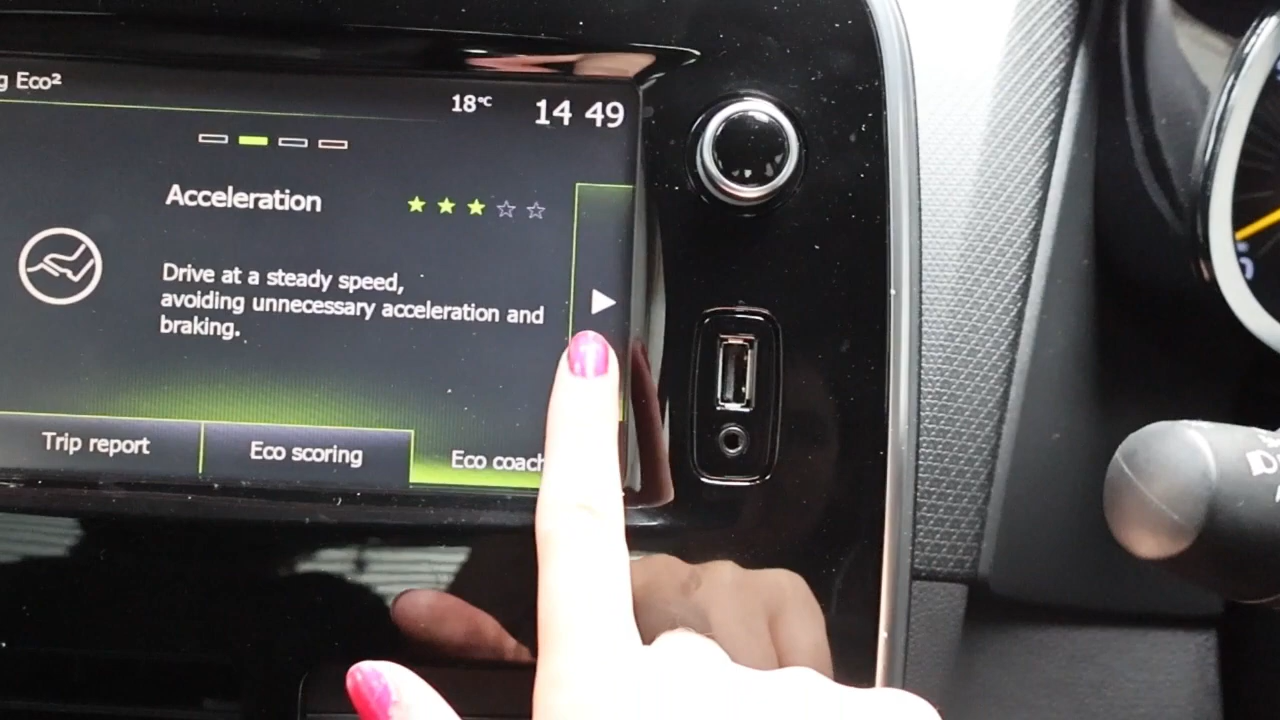 g Eco²
18°C 14 49
Acceleration
Drive at a steady speed,
avoiding unnecessary acceleration and
braking.
Trip report
Eco scoring
Eco coach